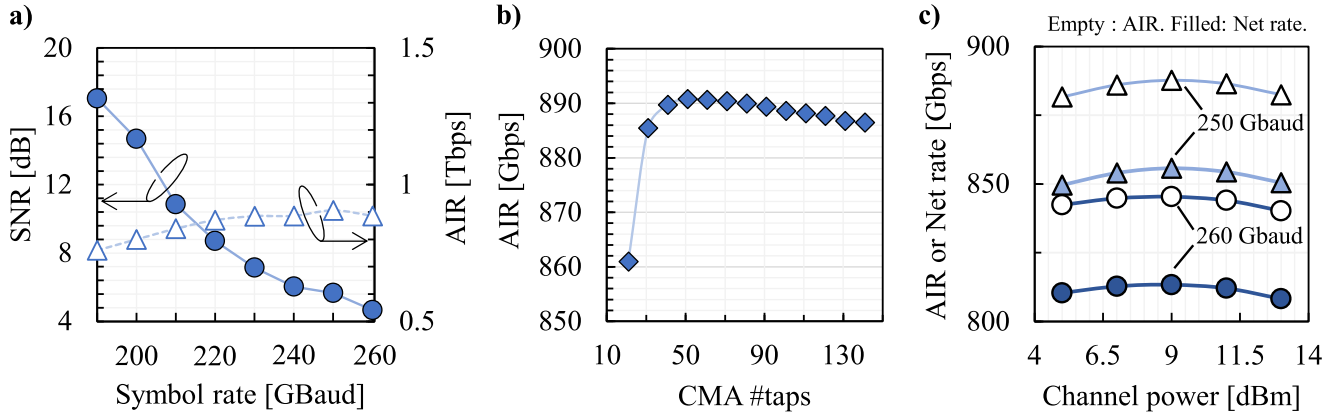 a)
20
16
12
8
4
SNR [dB]
200
220
240
260
Symbol rate [GBaud]
1.5
1
0.5
AIR [Tbps]
b)
900
890
880
870
860
850
AIR [Gbps]
10
50
90
130
CMA #taps
c)
Empty : AIR. Filled: Net rate.
900
850
800
AIR or Net rate [Gbps]
250 Gbaud
260 Gbaud
4
6.5
9
11.5
14
Channel power [dBm]